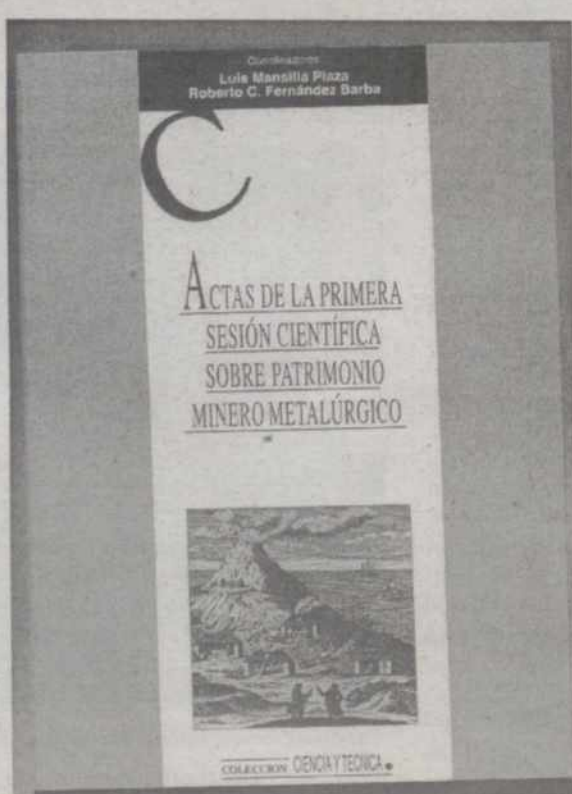 Coordinadores
Luis Mansilla Plaza
Roberto C. Fernández Barba
C
ACTAS DE LA PRIMERA
SESIÓN CIENTÍFICA
SOBRE PATRIMONIO
MINERO METALÚRGICO
COLECCION CIENCIA Y TECNICA